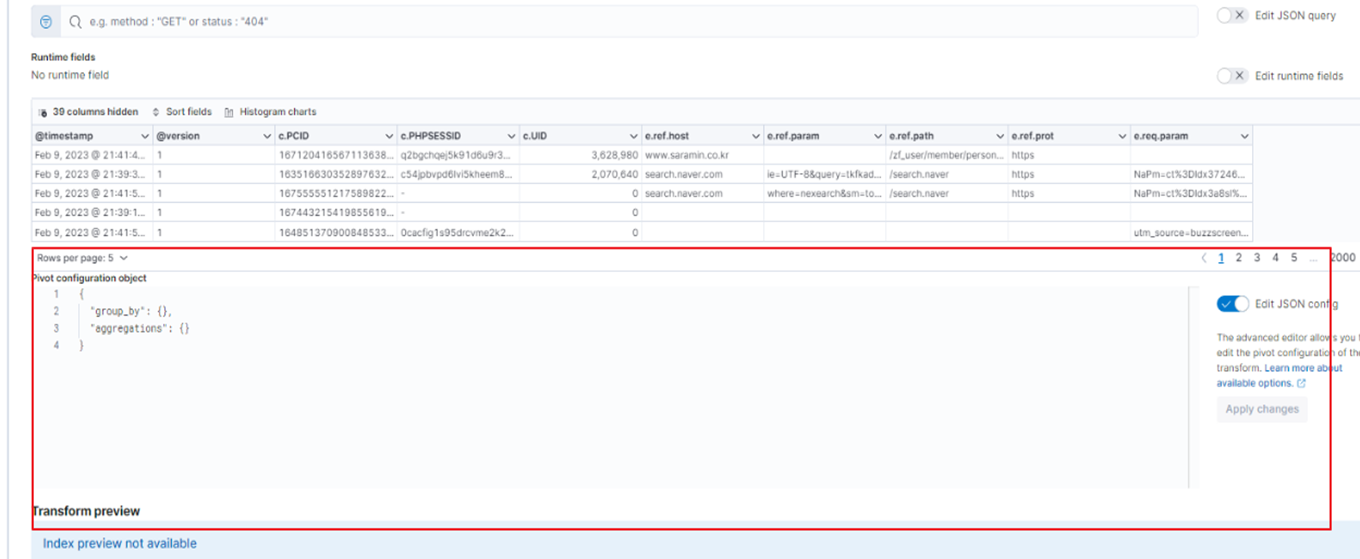 e.g. method : "GET" or status : "404"
Edit JSON query
Runtime fields
No runtime field
Edit runtime fields
39 columns hidden Sort fields Histogram charts
@timestamp @version c.PCID c.PHPSESSID c.UID e.ref.host e.ref.param e.ref.path e.ref.prot e.req.param
Feb 9, 2023 @ 21:41:4... 1 167120416567113638... q2bgchqej5k91d6u9r3... 3,628,980 www.saramin.co.kr /zf_user/member/person... https
Feb 9, 2023 @ 21:39:3... 1 163516630352897632... c54jpbvpd6lvi5kheem8... 2,070,640 search.naver.com ie=UTF-8&query=tkfkad... /search.naver https NaPm=ct%3Dldx37246...
Feb 9, 2023 @ 21:41:5... 1 167555551217589822... - 0 search.naver.com where=nexearch&sm=to... /search.naver https NaPm=ct%3Dldx3a8sl%...
Feb 9, 2023 @ 21:39:1... 1 167443215419855619... - 0
Feb 9, 2023 @ 21:41:5... 1 164851370900848533... 0cacfig1s95drcvme2k2... 0 utm_source=buzzscreen...
Rows per page: 5 1 2 3 4 5 ... 2000
Pivot configuration object
1 {
2 "group_by": {},
3 "aggregations": {}
4 }
Edit JSON config
The advanced editor allows you
edit the pivot configuration of the
transform. Learn more about
available options.
Apply changes
Transform preview
Index preview not available